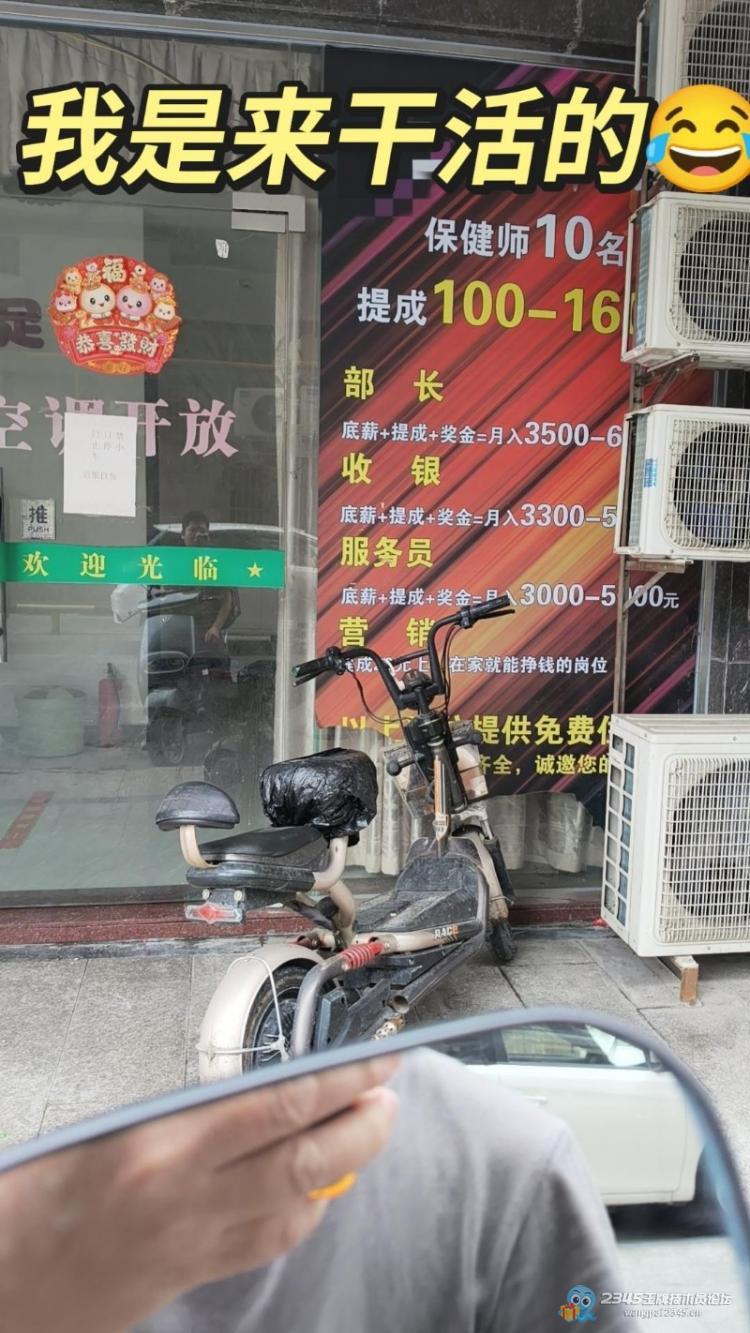 我是来干活的
保健师10名
提成100-16
福
恭喜發財
足
部长
空调开放
底薪+提成+奖金=月入3500-6
收银
推
PUSH
底薪+提成+奖金=月入3300-5
欢迎光临
服务员
底薪+提成+奖金=月入3000-5000元
营销
在家就能挣钱的岗位
提供免费
齐全，诚邀您的
RACE
2345王牌技术员论坛
wangpai.2345.cn